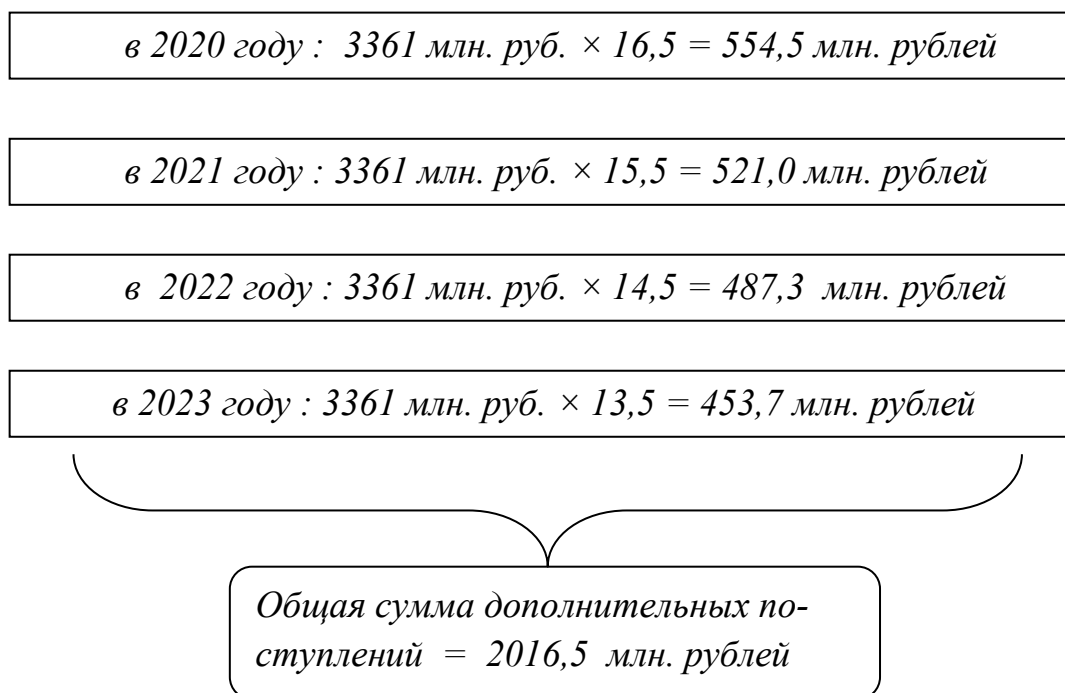 в 2020 году : 3361 млн. руб. × 16,5 = 554,5 млн. рублей
в 2021 году : 3361 млн. руб. × 15,5 = 521,0 млн. рублей
в 2022 году : 3361 млн. руб. × 14,5 = 487,3 млн. рублей
в 2023 году : 3361 млн. руб. × 13,5 = 453,7 млн. рублей
Общая сумма дополнительных по-
ступлений = 2016,5 млн. рублей